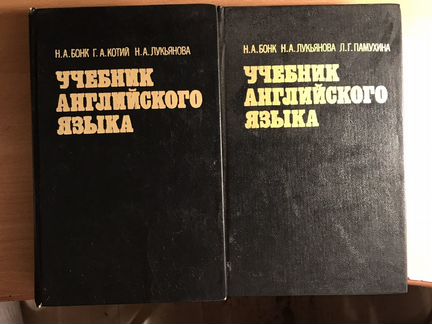 Н.А.БОНК Г.А.КОТИЙ Н.А.ЛУКЬЯНОВА
УЧЕБНИК
АНГЛИЙСКОГО
ЯЗЫКА
Н.А.БОНК Н.А.ЛУКЬЯНОВА Л.Г.ПАМУХИНА
УЧЕБНИК
АНГЛИЙСКОГО
ЯЗЫКА